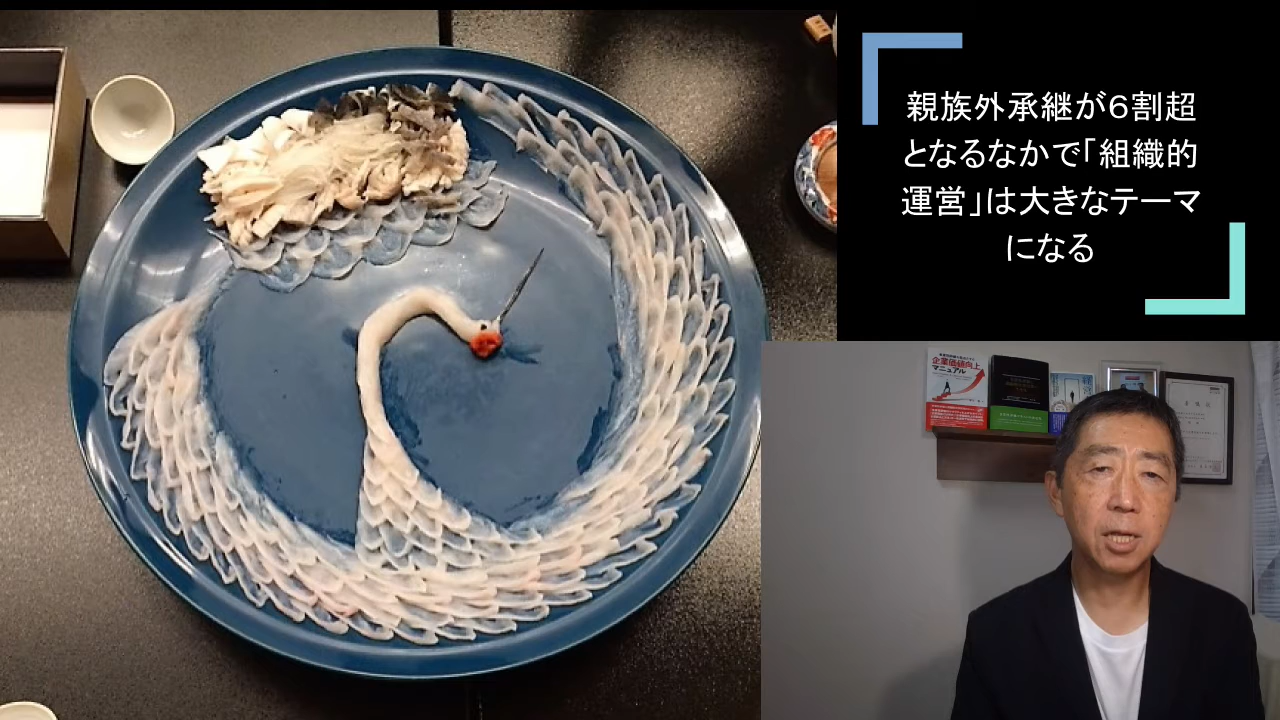 親族外承継が6割超
となるなかで「組織的
運営」は大きなテーマ
になる
企業価値向上
マニュアル